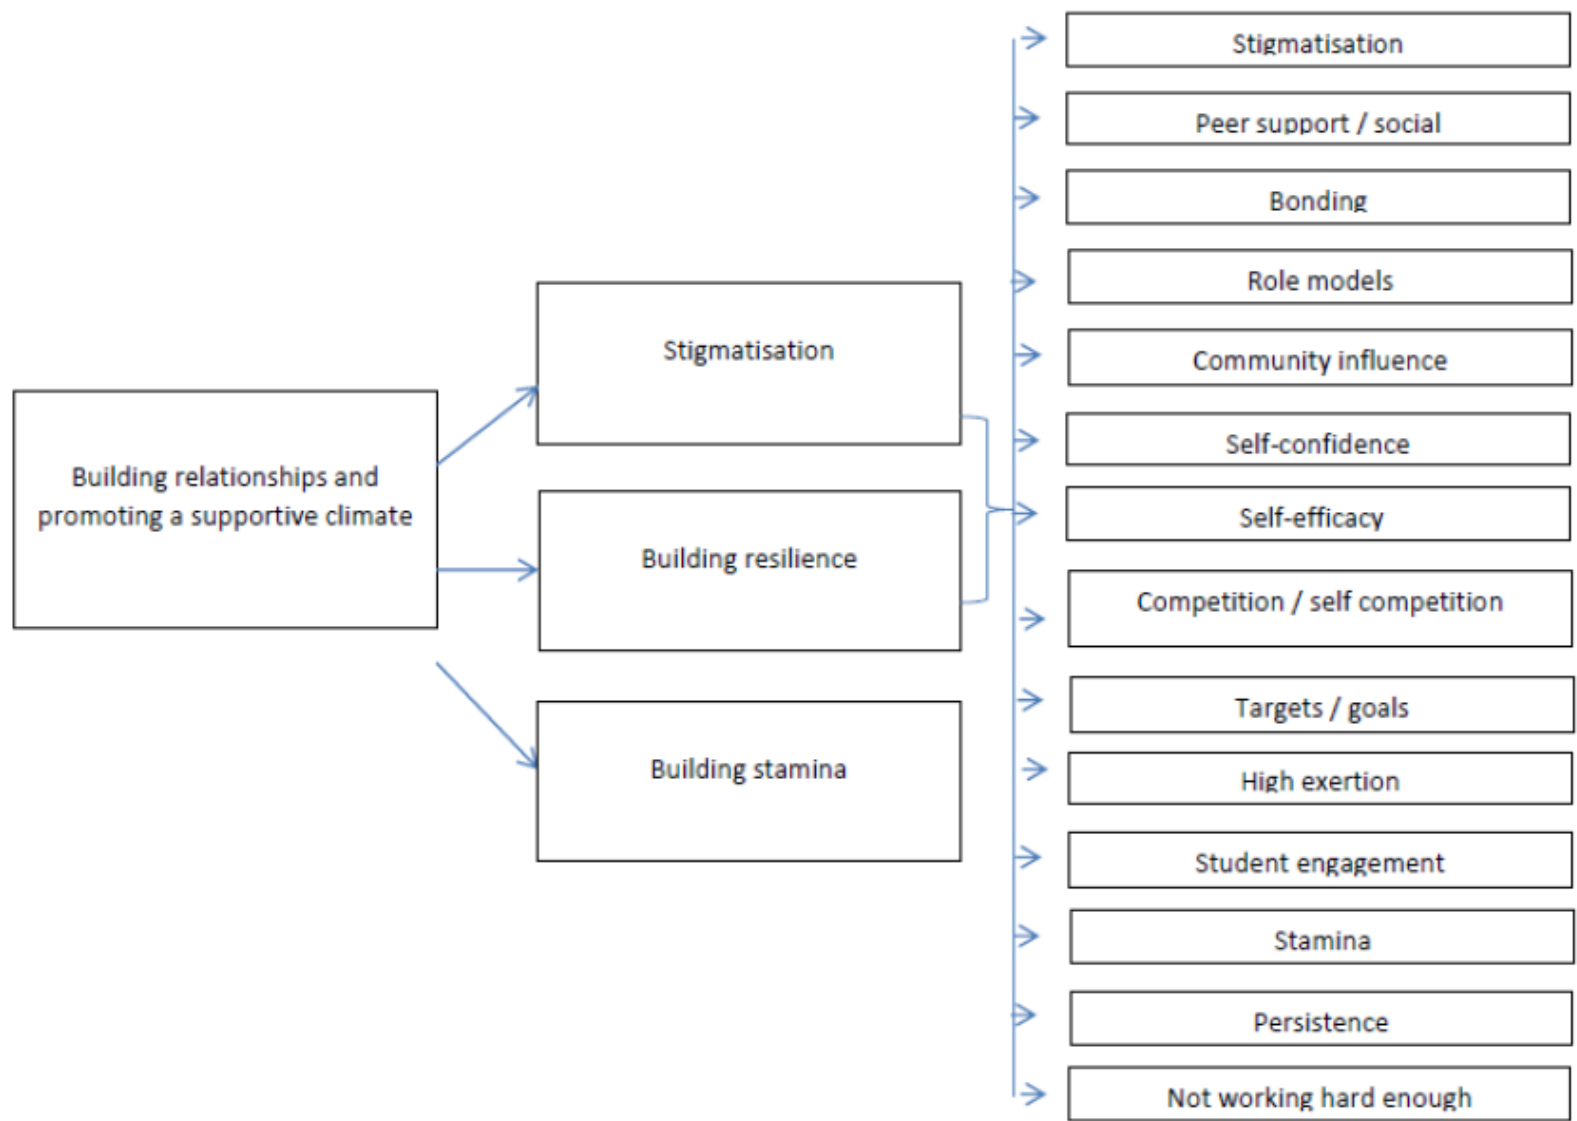 Building relationships and
promoting a supportive climate
Stigmatisation
Building resilience
Building stamina
Stigmatisation
Peer support / social
Bonding
Role models
Community influence
Self-confidence
Self-efficacy
Competition / self competition
Targets / goals
High exertion
Student engagement
Stamina
Persistence
Not working hard enough